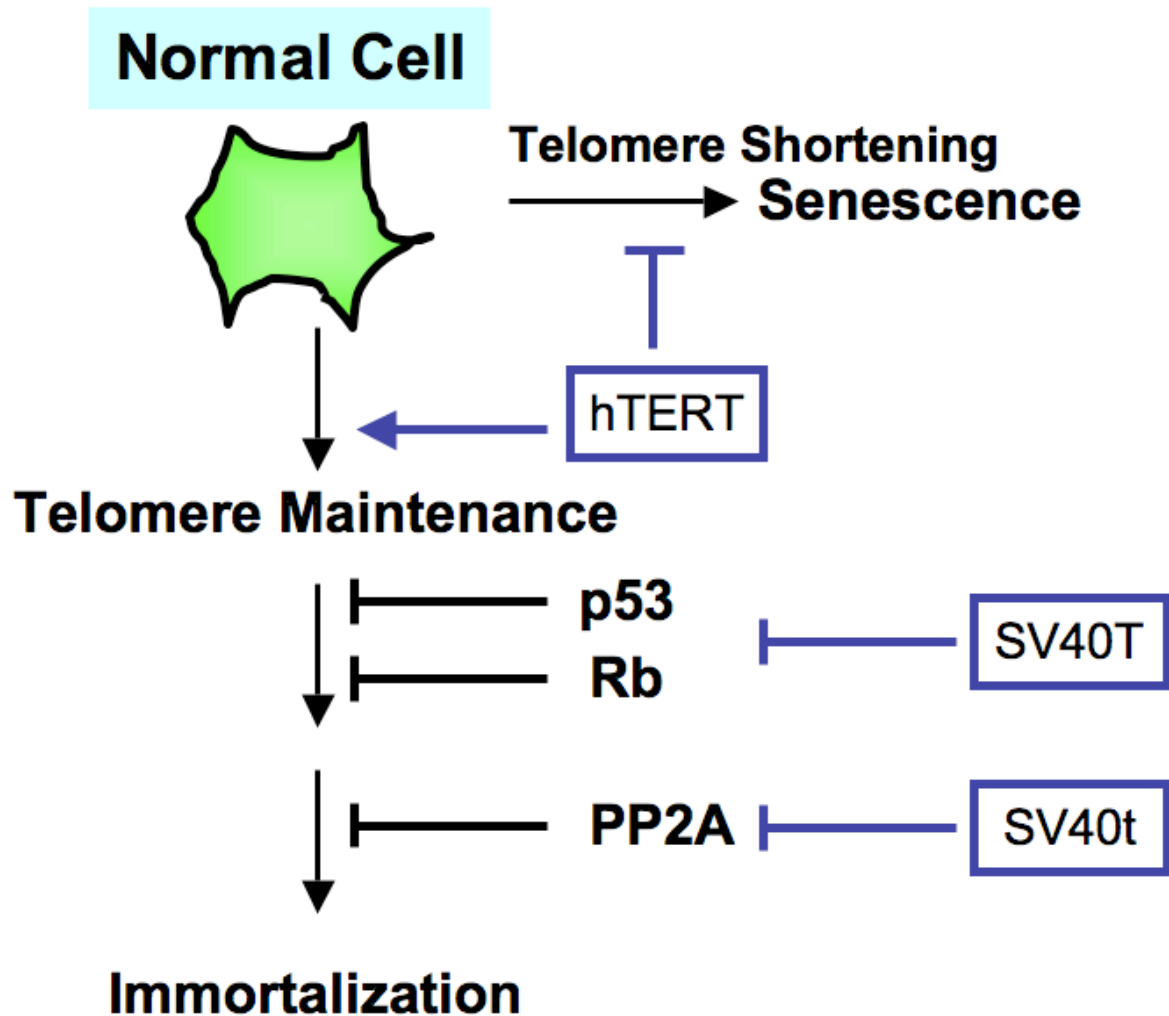 Normal Cell
Telomere Shortening
Senescence
hTERT
Telomere Maintenance
p53
SV40T
Rb
PP2A
SV40t
Immortalization